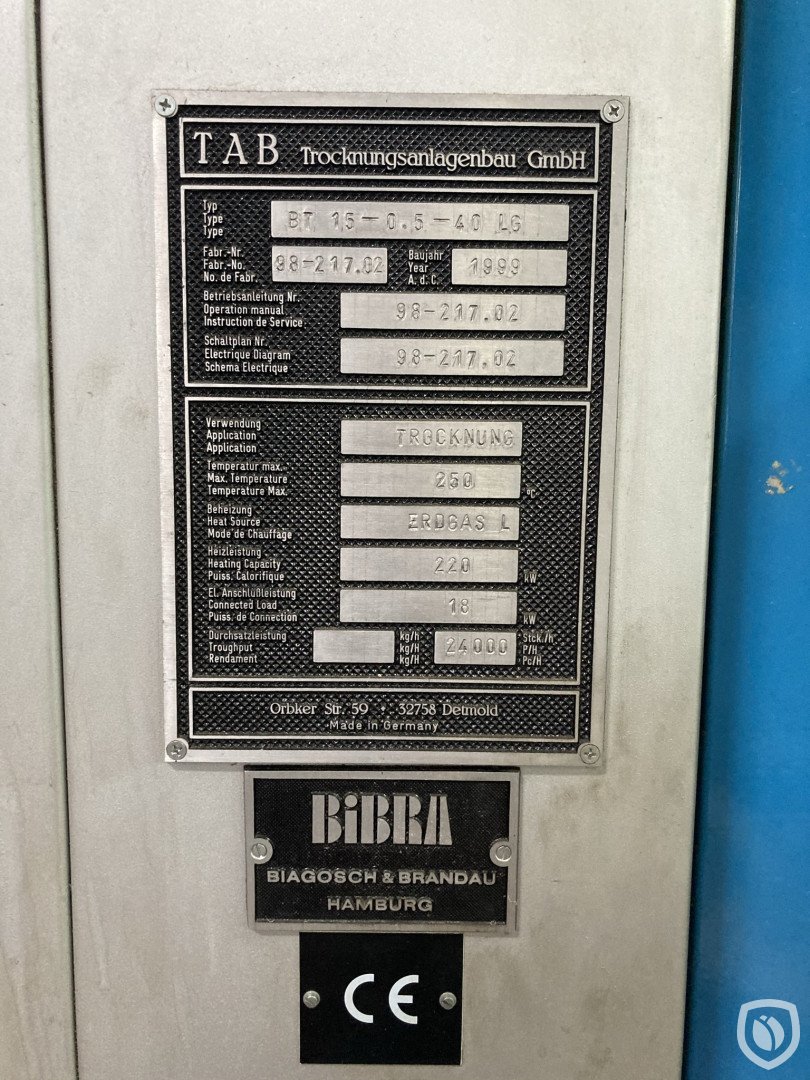 TAB Trocknungsanlagenbau GmbH
Typ
Type
Type
BT 15-0.5-40 LG
Fabr.-Nr.
Fabr.-No.
No. de Fabr.
98-217.02
Baujahr
Year
A. d. C.
1999
Betriebsanleitung Nr.
Operation manual
Instruction de Service
98-217.02
Schaltplan Nr.
Electrique Diagram
Schema Electrique
98-217.02
Verwendung
Application
Application
TROCKNUNG
Temperatur max.
Max. Temperature
Temperature Max.
250
°C
Beheizung
Heat Source
Mode de Chauffage
ERDGAS L
Heizleistung
Heating Capacity
Puiss. Calorifique
220
kW
El. Anschlußleistung
Connected Load
Puiss. de Connection
18
kW
Durchsatzleistung
Troughput
Rendament
kg/h
kg/H
kg/H
24000
Stck./h
P/H
Pc/H
Orbker Str. 59 • 32758 Detmold
Made in Germany
BiBRA
BIAGOSCH & BRANDAU
HAMBURG
CE